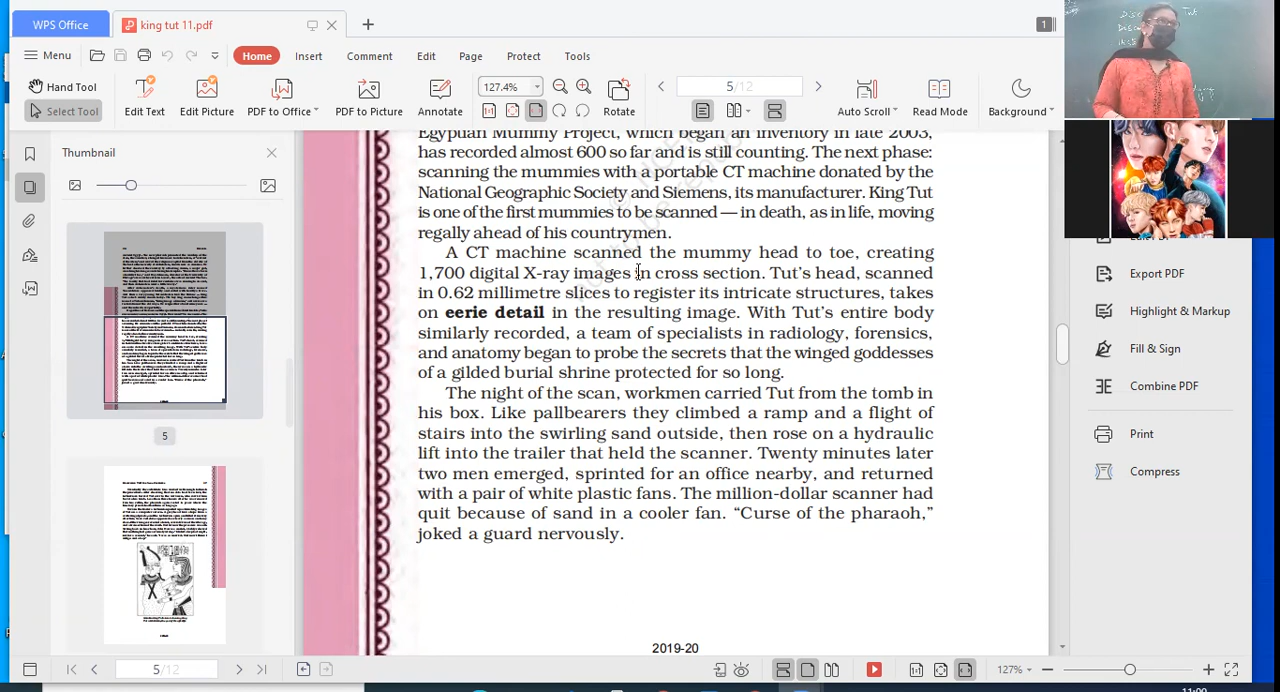 WPS Office
king tut 11.pdf
1
Menu
Home
Insert
Comment
Edit
Page
Protect
Tools
Hand Tool
Select Tool
Edit Text
Edit Picture
PDF to Office
PDF to Picture
Annotate
127.4%
Rotate
5/12
Auto Scroll
Read Mode
Background
Thumbnail
5
Egyptian Mummy Project, which began an inventory in late 2003,
has recorded almost 600 so far and is still counting. The next phase:
scanning the mummies with a portable CT machine donated by the
National Geographic Society and Siemens, its manufacturer. King Tut
is one of the first mummies to be scanned — in death, as in life, moving
regally ahead of his countrymen.
A CT machine scanned the mummy head to toe, creating
1,700 digital X-ray images in cross section. Tut's head, scanned
in 0.62 millimetre slices to register its intricate structures, takes
on eerie detail in the resulting image. With Tut's entire body
similarly recorded, a team of specialists in radiology, forensics,
and anatomy began to probe the secrets that the winged goddesses
of a gilded burial shrine protected for so long.
The night of the scan, workmen carried Tut from the tomb in
his box. Like pallbearers they climbed a ramp and a flight of
stairs into the swirling sand outside, then rose on a hydraulic
lift into the trailer that held the scanner. Twenty minutes later
two men emerged, sprinted for an office nearby, and returned
with a pair of white plastic fans. The million-dollar scanner had
quit because of sand in a cooler fan. “Curse of the pharaoh,”
joked a guard nervously.
2019-20
Export PDF
Highlight & Mark
Fill & Sign
Combine PDF
Print
Compress
5/12
127%
11:00